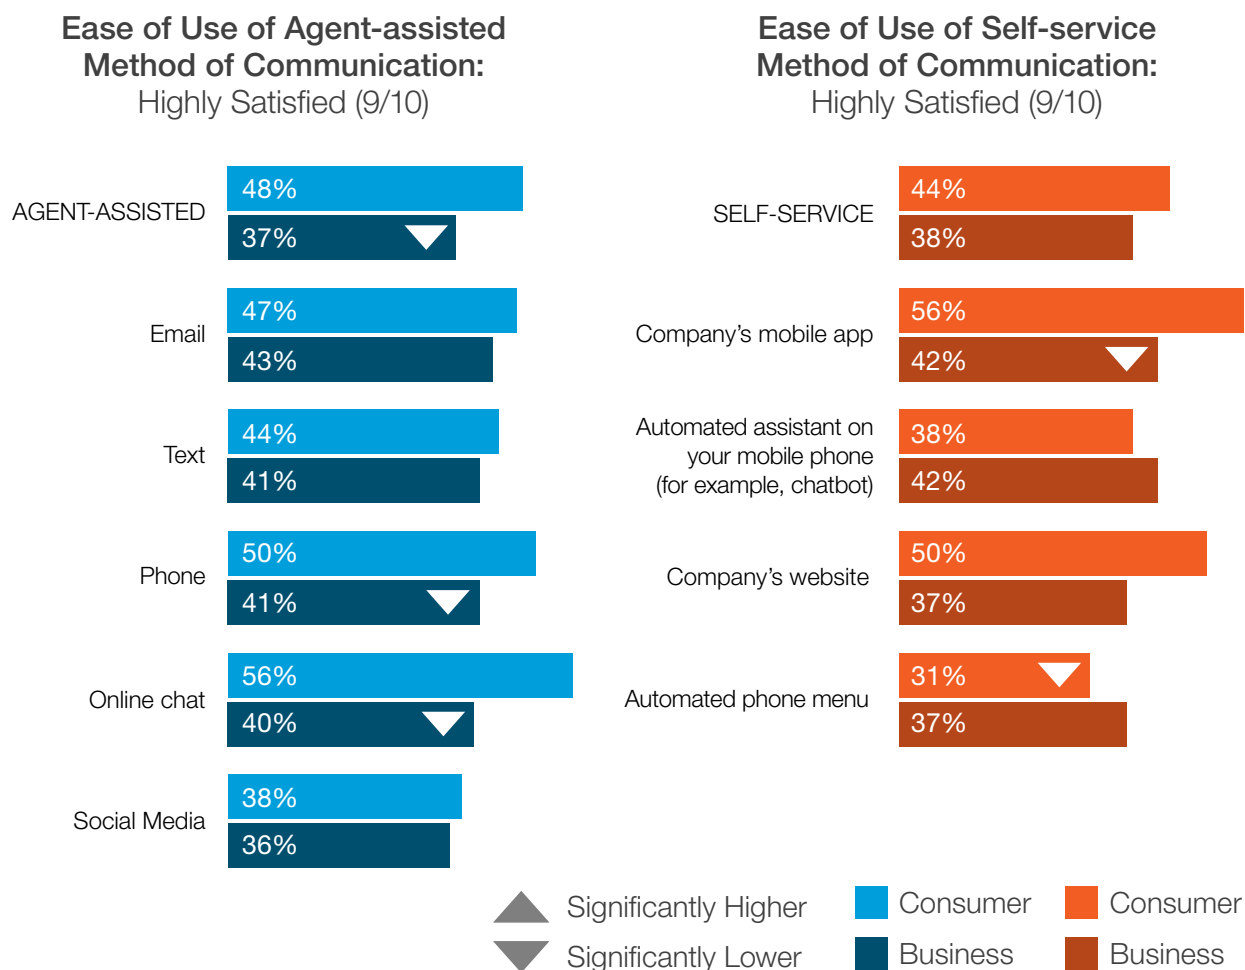 Ease of Use of Agent-assisted
Method of Communication:
Highly Satisfied (9/10)
AGENT-ASSISTED
48%
37%
Email
47%
43%
Text
44%
41%
Phone
50%
41%
Online chat
56%
40%
Social Media
38%
36%
Ease of Use of Self-service
Method of Communication:
Highly Satisfied (9/10)
SELF-SERVICE
44%
38%
Company’s mobile app
56%
42%
Automated assistant on
your mobile phone
(for example, chatbot)
38%
42%
Company’s website
50%
37%
Automated phone menu
31%
37%
Significantly Higher
Significantly Lower
Consumer
Business
Consumer
Business